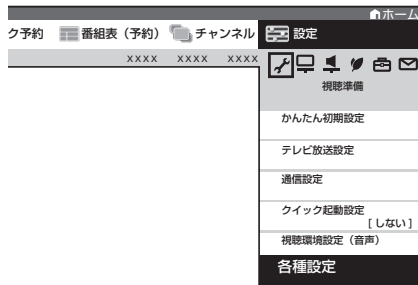 ホーム
ク予約 番組表（予約） チャンネル 設定
xxxx xxxx xxxx
視聴準備
かんたん初期設定
テレビ放送設定
通信設定
クイック起動設定
[しない]
視聴環境設定（音声）
各種設定